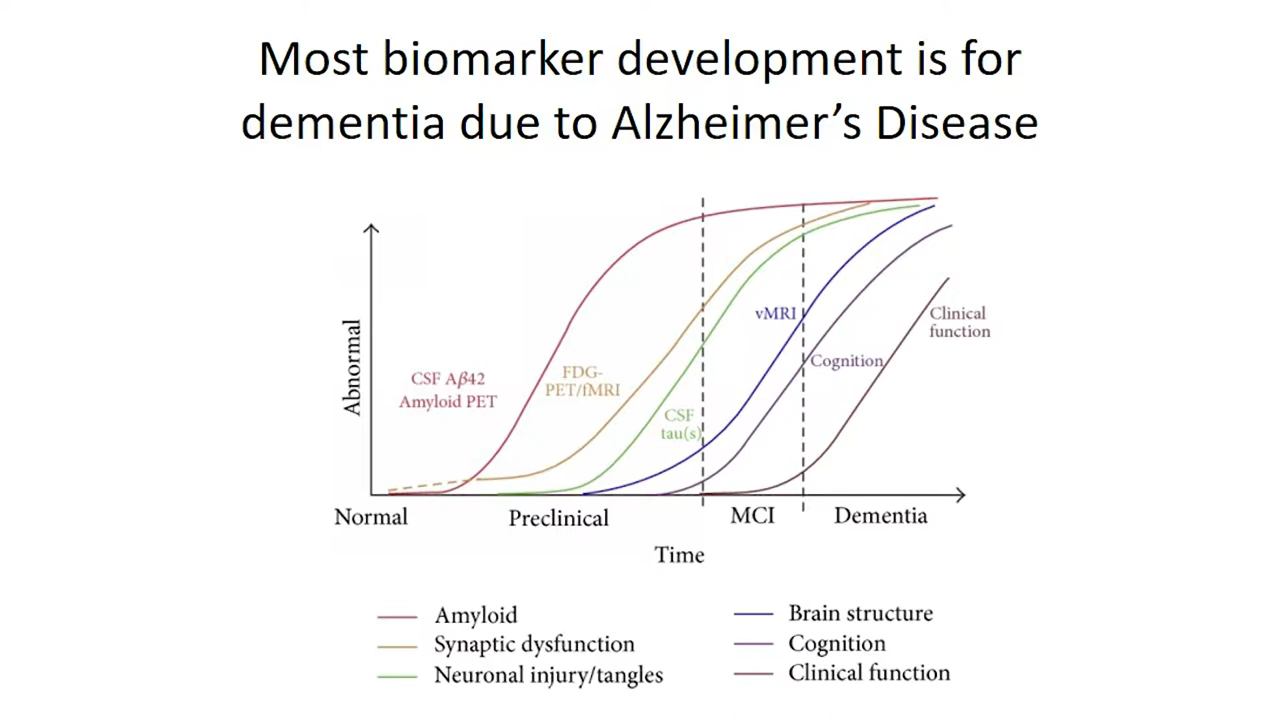 Most biomarker development is for
dementia due to Alzheimer’s Disease
Abnormal
CSF Aβ42
Amyloid PET
FDG-
PET/fMRI
CSF
tau(s)
vMRI
Cognition
Clinical
function
Normal
Preclinical
MCI
Dementia
Time
Amyloid
Synaptic dysfunction
Neuronal injury/tangles
Brain structure
Cognition
Clinical function